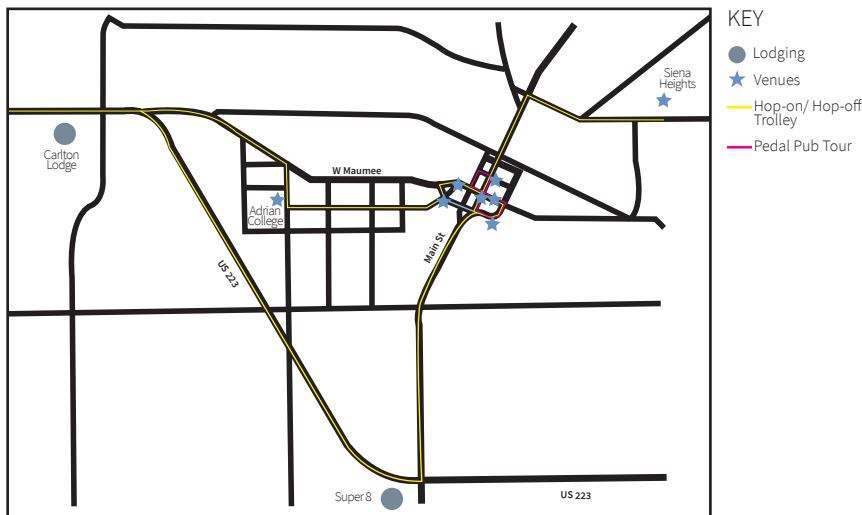 KEY
Lodging
Venues
Hop-on/ Hop-off
Trolley
Pedal Pub Tour
Siena
Heights
Carlton
Lodge
W Maumee
Adrian
College
Main St
US 223
Super 8
US 223